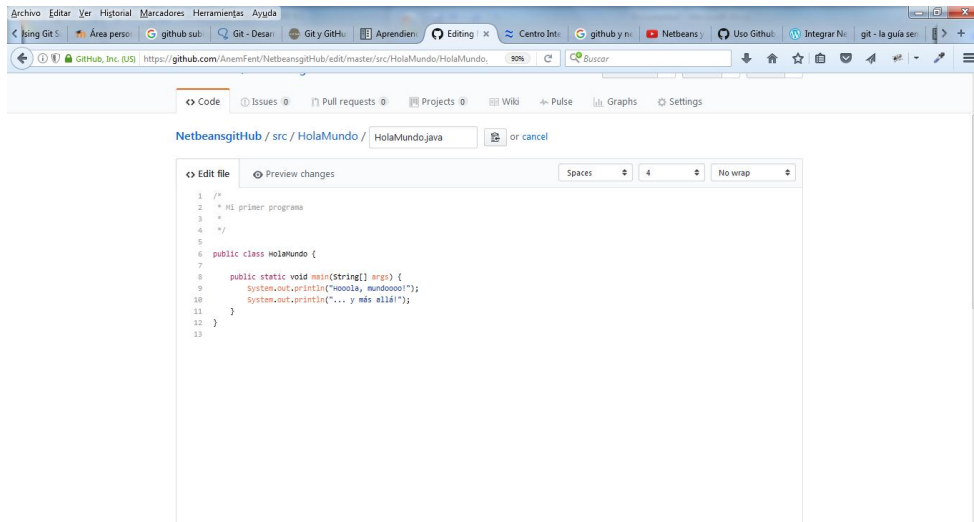 Archivo Editar Ver Historial Marcadores Herramientas Ayuda
Área perso
github sub
Git - Desarr
Git y GitHu
Aprendien
Editing
Centro Inte
github y ne
Netbeans y
Uso Github
Integrar Ne
git - la guía sen
GitHub, Inc. (US) https://github.com/AnemFent/NetbeansgitHub/edit/master/src/HolaMundo/HolaMundo. 90% Buscar
Code Issues 0 Pull requests 0 Projects 0 Wiki Pulse Graphs Settings
NetbeansgitHub / src / HolaMundo / HolaMundo.java or cancel
Edit file Preview changes Spaces 4 No wrap
1 /*
2 * Mi primer programa
3 *
4 */
5
6 public class HolaMundo {
7
8 public static void main(String[] args) {
9 System.out.println("Hooola, mundoooo!");
10 System.out.println("... y más allá!");
11 }
12 }
13